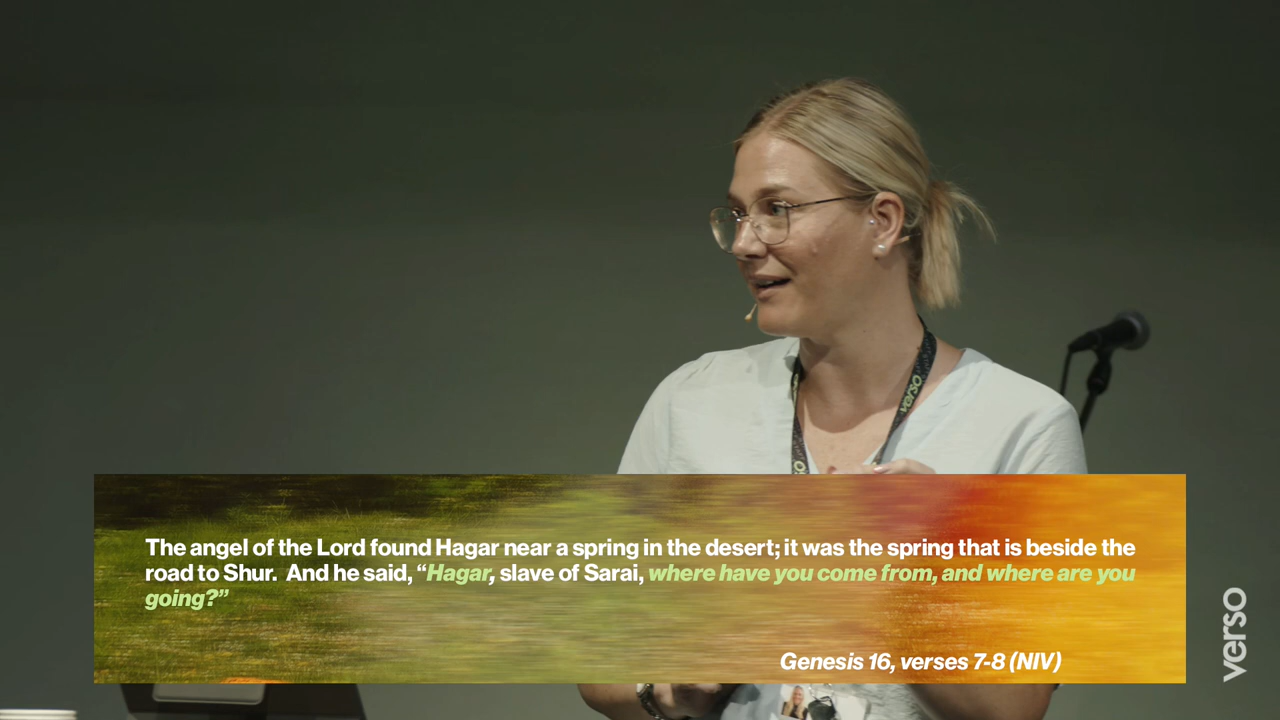 verso
The angel of the Lord found Hagar near a spring in the desert; it was the spring that is beside the
road to Shur.  And he said, “Hagar, slave of Sarai, where have you come from, and where are you
going?”
Genesis 16, verses 7-8 (NIV)
verso